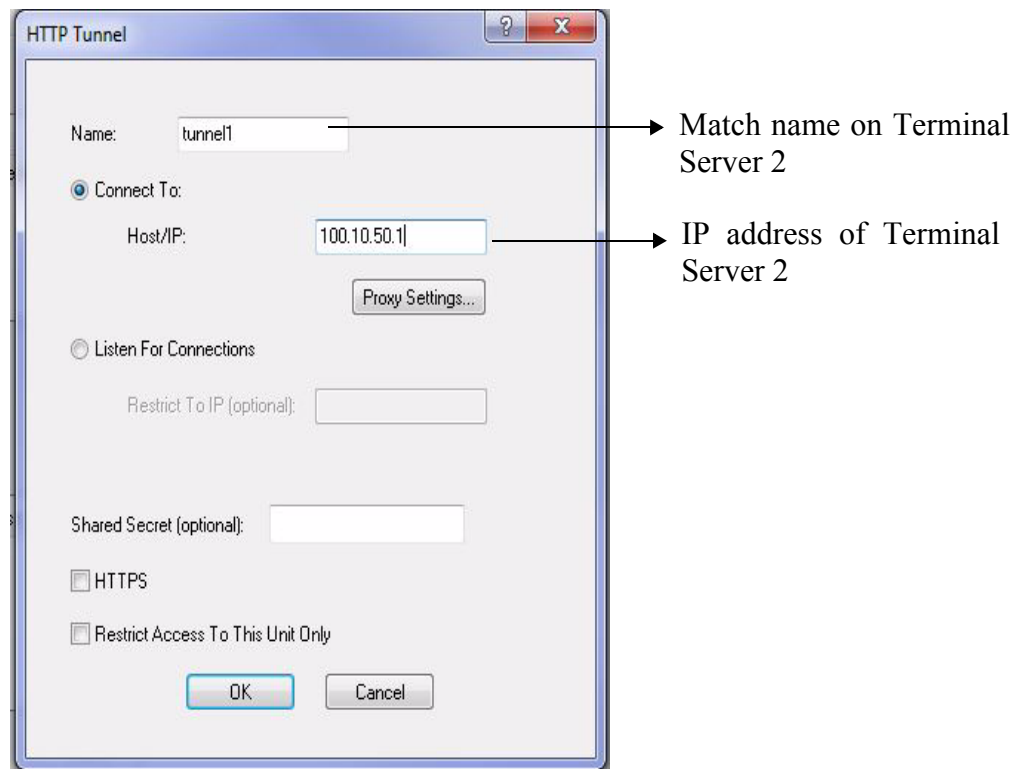 HTTP Tunnel
?
X
Name: tunnel1
Match name on Terminal
Server 2
Connect To:
Host/IP: 100.10.50.1
IP address of Terminal
Server 2
Proxy Settings...
Listen For Connections
Restrict To IP (optional):
Shared Secret (optional):
HTTPS
Restrict Access To This Unit Only
OK Cancel